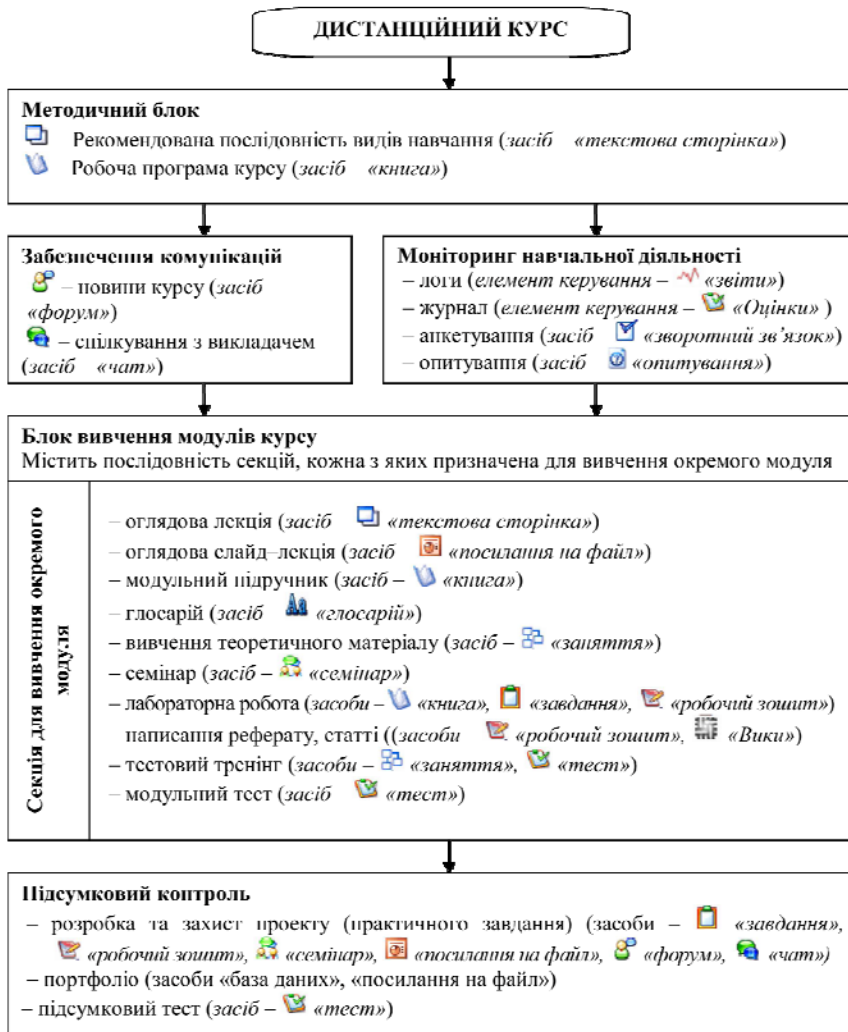 ДИСТАНЦІЙНИЙ КУРС
Методичний блок
Рекомендована послідовність видів навчання (засіб «текстова сторінка»)
Робоча програма курсу (засіб «книга»)
Забезпечення комунікацій
– новини курсу (засіб
«форум»)
– спілкування з викладачем
(засіб «чат»)
Моніторинг навчальної діяльності
– логи (елемент керування – «звіти»)
– журнал (елемент керування – «Оцінки» )
– анкетування (засіб «зворотний зв’язок)
– опитування (засіб «опитування»)
Блок вивчення модулів курсу
Містить послідовність секцій, кожна з яких призначена для вивчення окремого модуля
Секція для вивчення окремого
модуля
– оглядова лекція (засіб «текстова сторінка»)
– оглядова слайд–лекція (засіб «посилання на файл»)
– модульний підручник (засіб – «книга»)
– глосарій (засіб «глосарій»)
– вивчення теоретичного матеріалу (засіб – «заняття»)
– семінар (засіб – «семінар»)
– лабораторна робота (засоби – «книга», «завдання», «робочий зошит»)
написання реферату, статті ((засоби «робочий зошит», «Вики»)
– тестовий тренінг (засоби – «заняття», «тест»)
– модульний тест (засіб «тест»)
Підсумковий контроль
– розробка та захист проекту (практичного завдання) (засоби – «завдання»,
«робочий зошит», «семінар», «посилання на файл», «форум», «чат»)
– портфоліо (засоби «база даних», «посилання на файл»)
– підсумковий тест (засіб – «тест»)